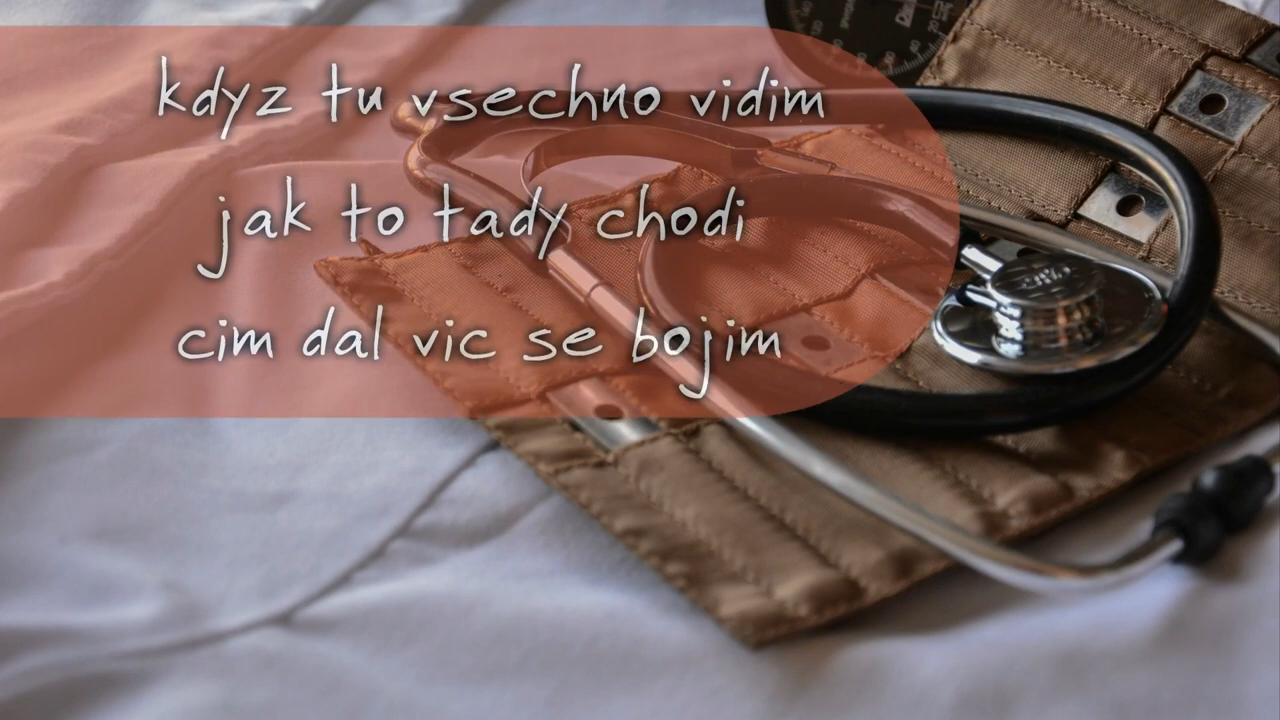 kdyz tu vsechno vidim
jak to tady chodi
cim dal vic se bojim